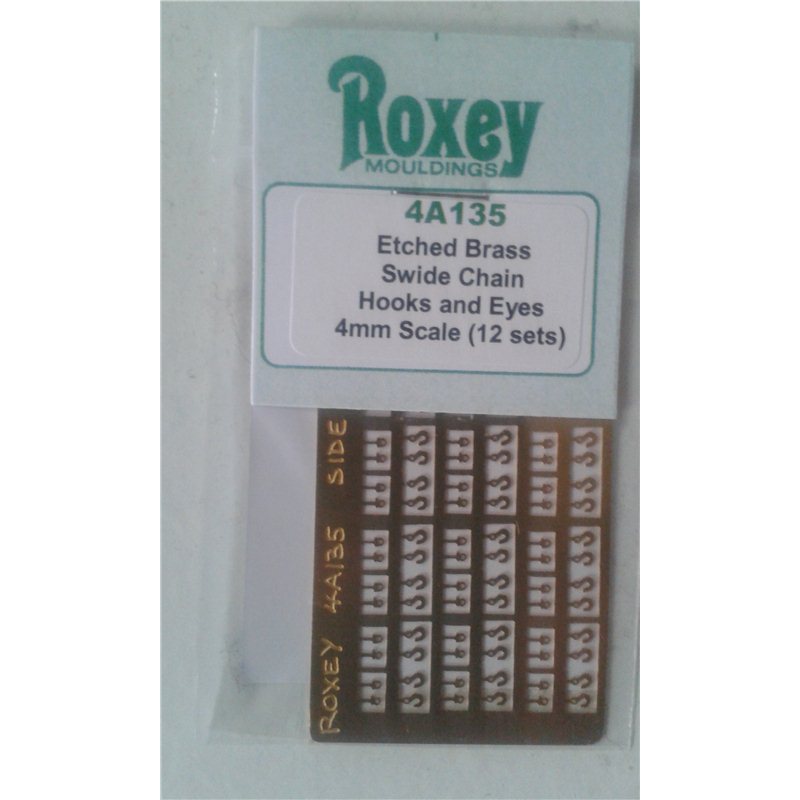 Roxey
MOULDINGS
4A135
Etched Brass
Swide Chain
Hooks and Eyes
4mm Scale (12 sets)
ROXEY 4A135 SIDE